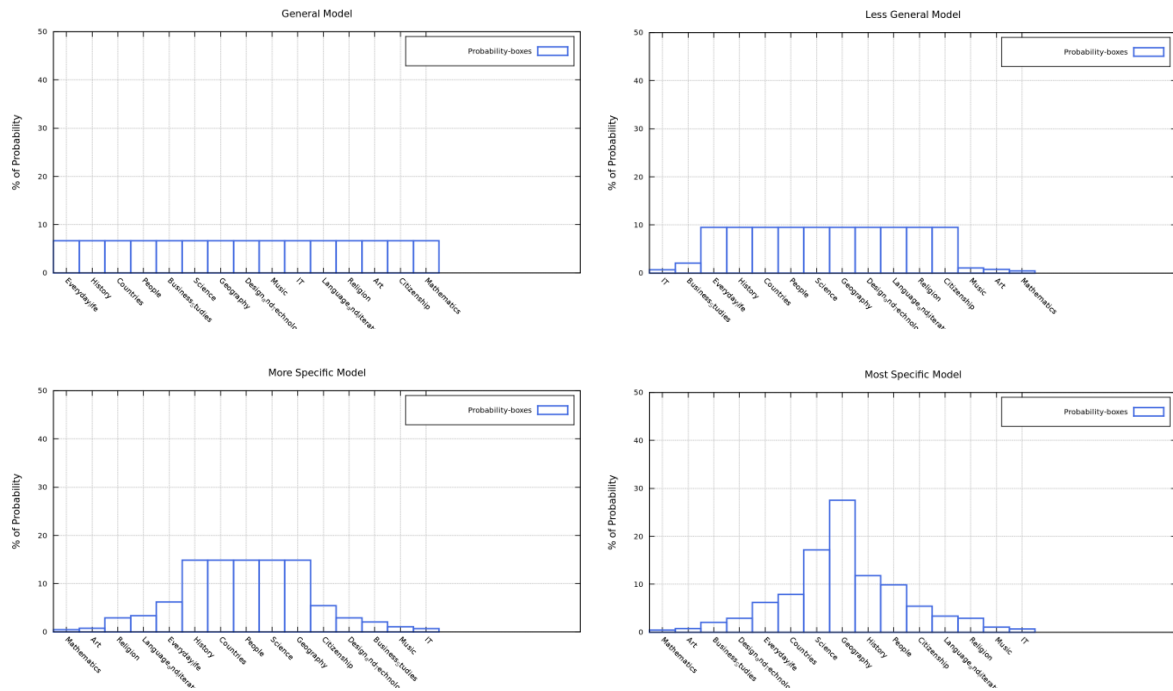 General Model
% of Probability
50
40
30
20
10
0
Probability-boxes
Everydaylife
History
Countries
People
Businessstudies
Science
Geography
Music
IT
Religion
Art
Citizenship
Mathematics
Less General Model
% of Probability
50
40
30
20
10
0
Probability-boxes
IT
Businessstudies
Everydaylife
History
Countries
People
Science
Geography
Religion
Citizenship
Music
Art
Mathematics
More Specific Model
% of Probability
50
40
30
20
10
0
Probability-boxes
Mathematics
Art
Religion
Everydaylife
History
Countries
People
Science
Geography
Citizenship
Businessstudies
Music
IT
Most Specific Model
% of Probability
50
40
30
20
10
0
Probability-boxes
Mathematics
Art
Businessstudies
Everydaylife
Countries
Science
Geography
History
People
Citizenship
Religion
Music
IT